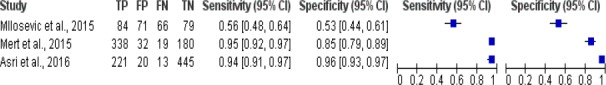 TP FP FN TN Sensitivity (95% CI) Specificity (95% CI) Sensitivity (95% CI) Specificity (95% CI)
Mllosevic et al., 2015 84 71 66 79 0.56 [0.48, 0.64] 0.53 [0.44, 0.61]
Mert et al., 2015 338 32 19 180 0.95 [0.92, 0.97] 0.85 [0.79, 0.89]
Asri et al., 2016 221 20 13 445 0.94 [0.91, 0.97] 0.96 [0.93, 0.97]
0 0.2 0.4 0.6 0.8 1 0 0.2 0.4 0.6 0.8 1